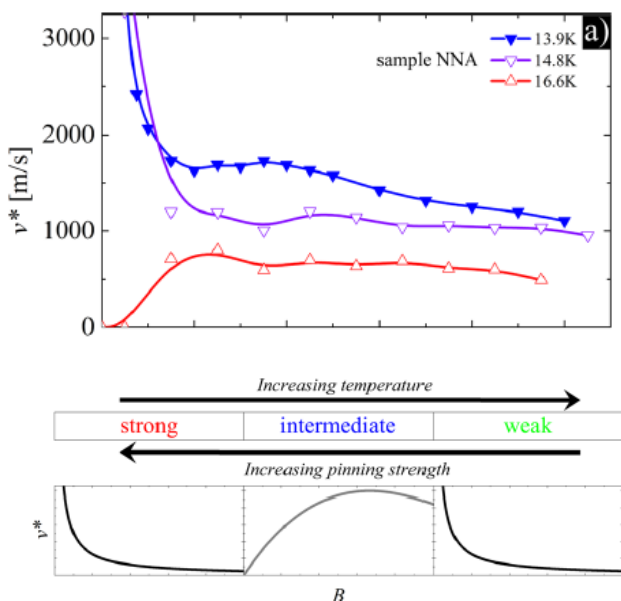 3000
a)
sample NNA
13.9K
14.8K
16.6K
2000
v* [m/s]
1000
0
Increasing temperature
strong intermediate weak
Increasing pinning strength
v*
B